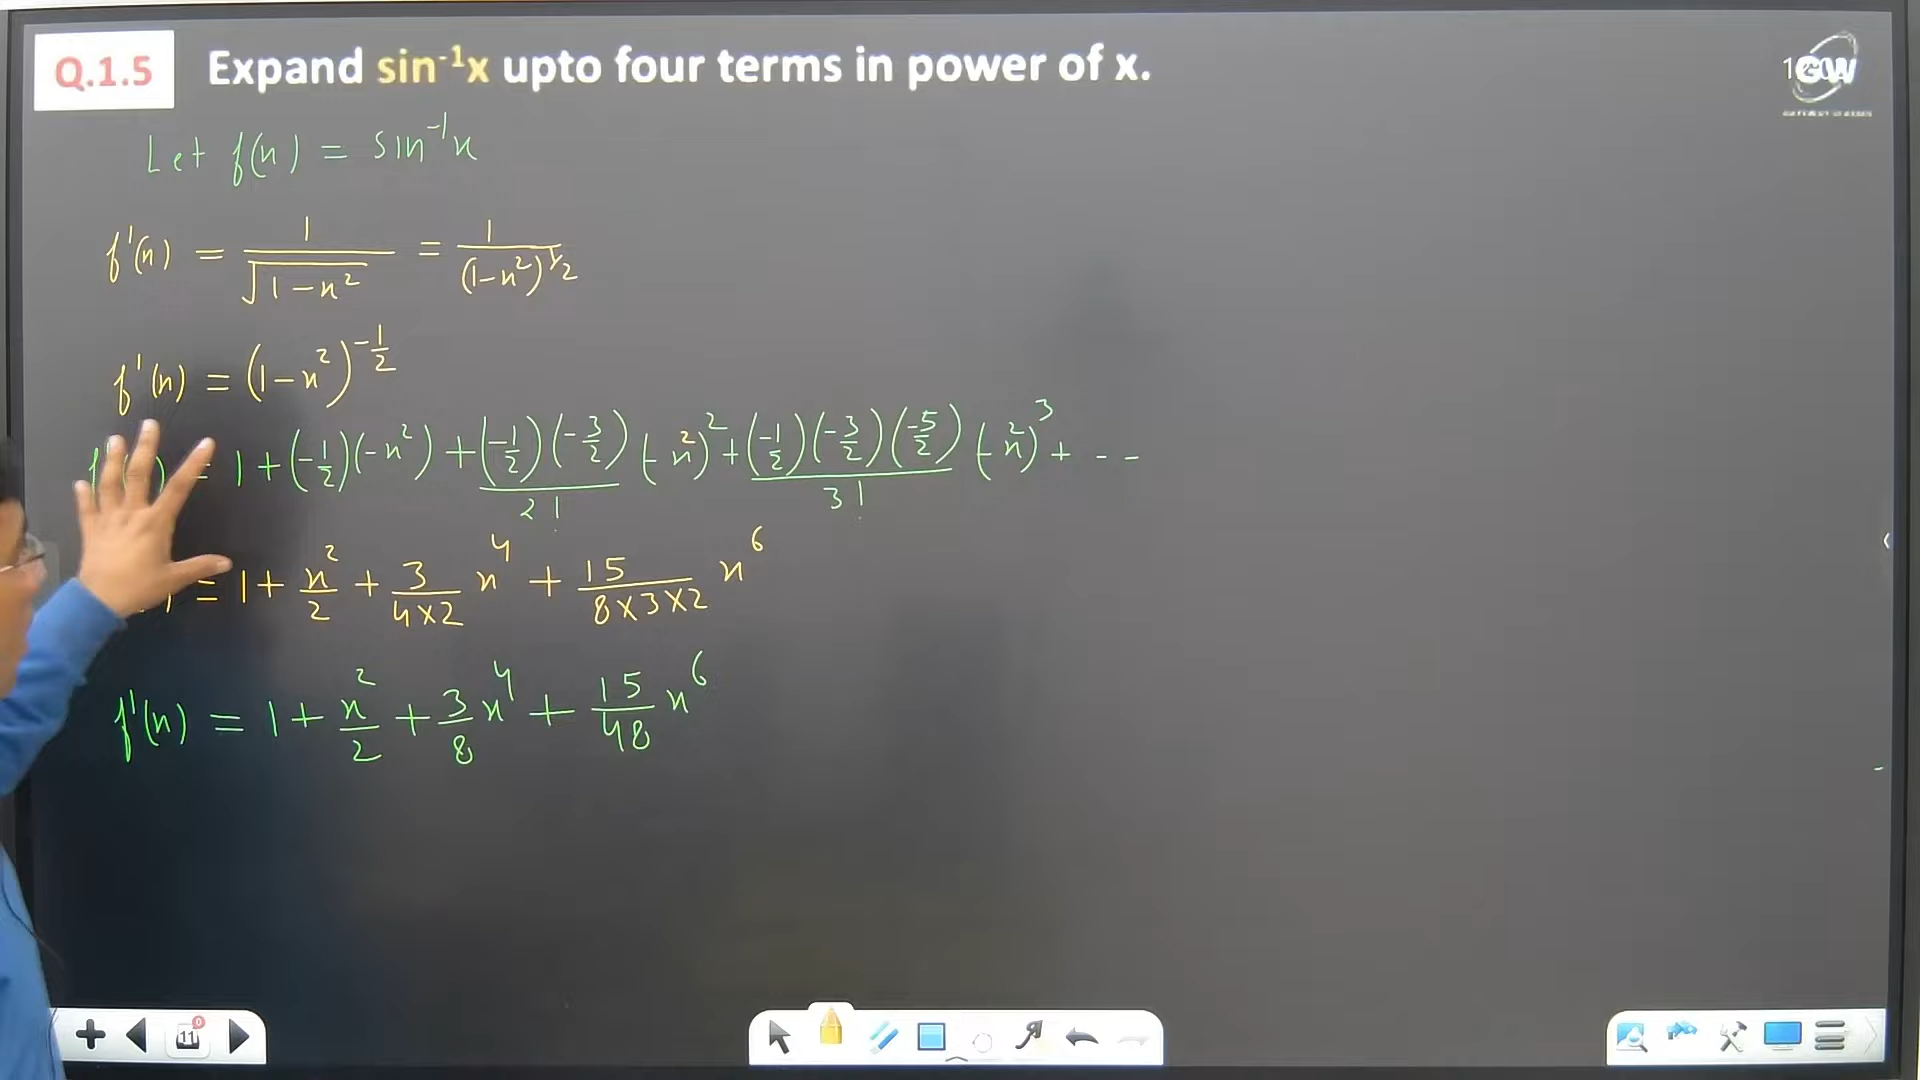 Q.1.5 Expand sin⁻¹x upto four terms in power of x.
GW
Let f(x) = sin⁻¹x
f'(x) = 1/√(1-x²) = 1/(1-x²)^1/2
f'(x) = (1-x²)^-1/2
= 1 + (-1/2)(-x²) + (-1/2)(-3/2)/2! (-x²)² + (-1/2)(-3/2)(-5/2)/3! (-x²)³ + --
= 1 + x²/2 + 3/(4×2) x⁴ + 15/(8×3×2) x⁶
f'(x) = 1 + x²/2 + 3/8 x⁴ + 15/48 x⁶
11